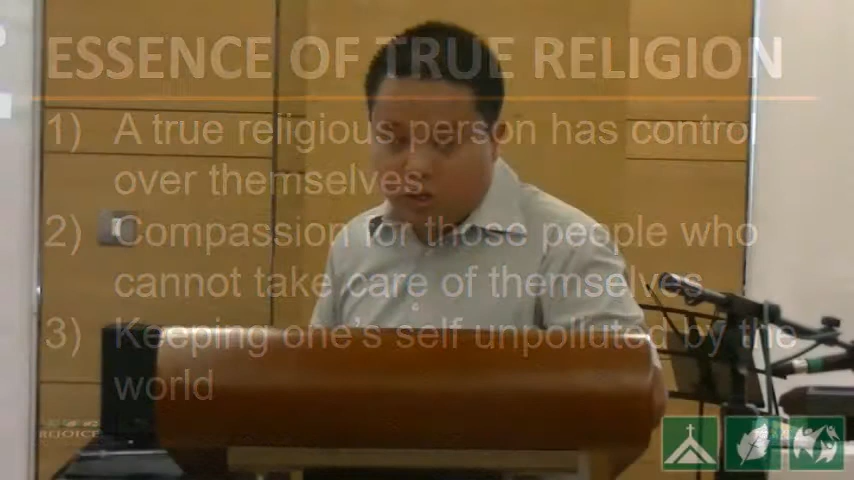 ESSENCE OF TRUE RELIGION
1) A true religious person has control
over themselves
2) Compassion for those people who
cannot take care of themselves
3) Keeping one's self unpolluted by the
world
REJOICE